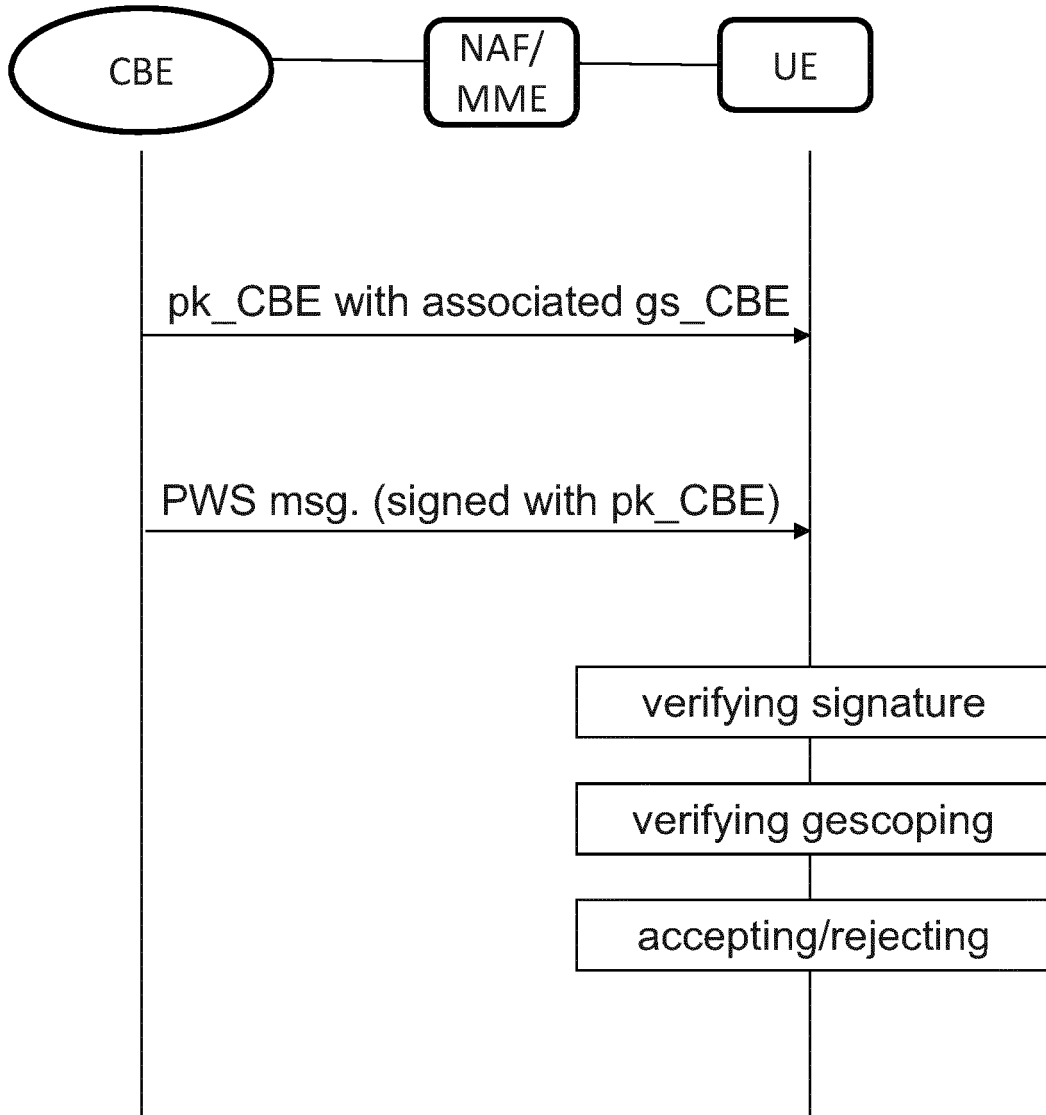 CBE
NAF/
MME
UE
pk_CBE with associated gs_CBE
PWS msg. (signed with pk_CBE)
verifying signature
verifying gescoping
accepting/rejecting